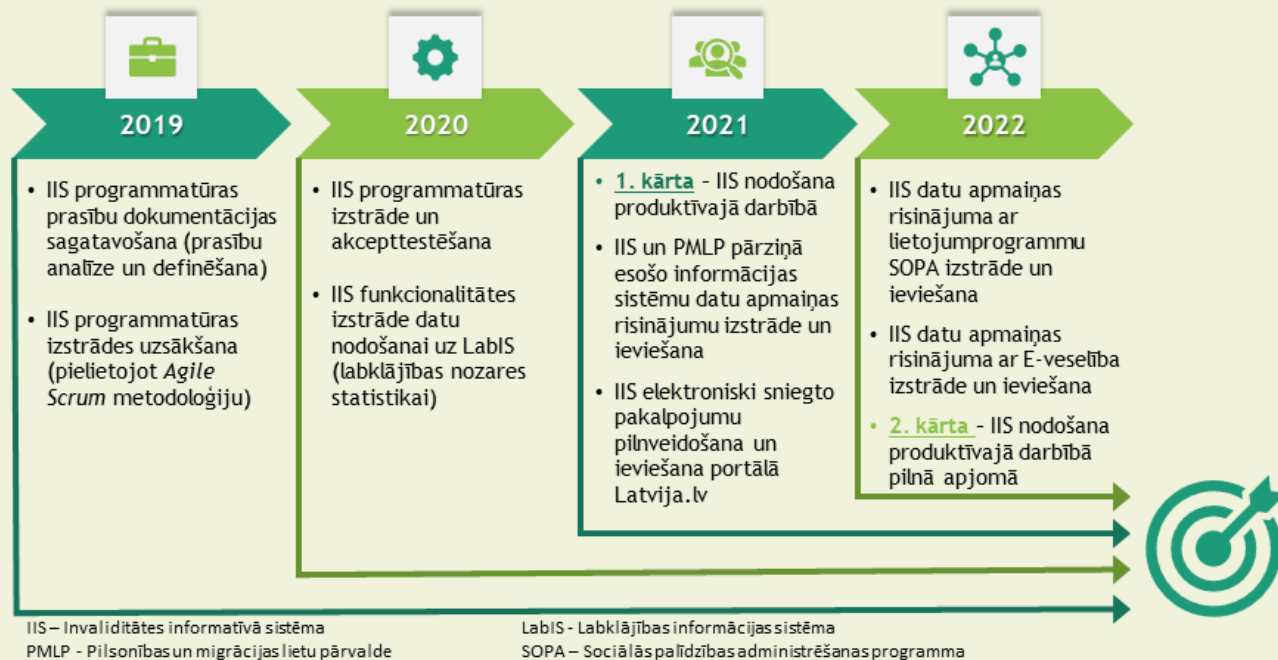 2019
2020
2021
2022
• IIS programmatūras
prasību dokumentācijas
sagatavošana (prasību
analīze un definēšana)
• IIS programmatūras
izstrādes uzsākšana
(pielietojot Agile
Scrum metodoloģiju)
• IIS programmatūras
izstrāde un
akcepttestēšana
• IIS funkcionalitātes
izstrāde datu
nodošanai uz LabIS
(labklājības nozares
statistikai)
• 1. kārta – IIS nodošana
produktīvajā darbībā
• IIS un PMLP pārziņā
esošo informācijas
sistēmu datu apmaiņas
risinājumu izstrāde un
ieviešana
• IIS elektroniski sniegto
pakalpojumu
pilnveidošana un
ieviešana portālā
Latvija.lv
• IIS datu apmaiņas
risinājuma ar
lietojumprogrammu
SOPA izstrāde un
ieviešana
• IIS datu apmaiņas
risinājuma ar E-veselība
izstrāde un ieviešana
• 2. kārta – IIS nodošana
produktīvajā darbībā
pilnā apjomā
IIS – Invaliditātes informatīvā sistēma
PMLP - Pilsonības un migrācijas lietu pārvalde
LabIS - Labklājības informācijas sistēma
SOPA – Sociālās palīdzības administrēšanas programma